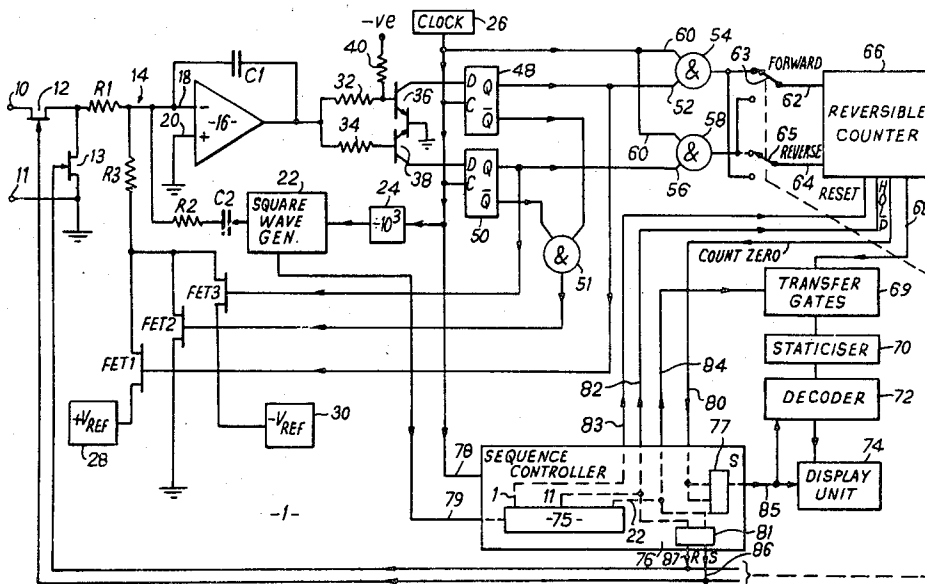 -ve
CLOCK
26
60
54
63
FORWARD
66
10
12
R1
14
18
C1
40
32
D Q
48
&
62
20
-16-
36
C
Q̅
52
58
REVERSIBLE
COUNTER
13
R3
34
60
&
65
REVERSE
64
11
38
D Q
56
RESET
HOLD
68
R2
C2
22
SQUARE
WAVE
GEN.
24
÷10³
C
Q̅
50
&
51
COUNT ZERO
FET3
TRANSFER
GATES
69
FET2
STATICISER
70
FET1
82
84
DECODER
72
+VREF
28
-VREF
30
83
80
77
74
SEQUENCE
CONTROLLER
S
DISPLAY
UNIT
78
1
11
85
79
-75-
22
81
-1-
76
87
R
S
86